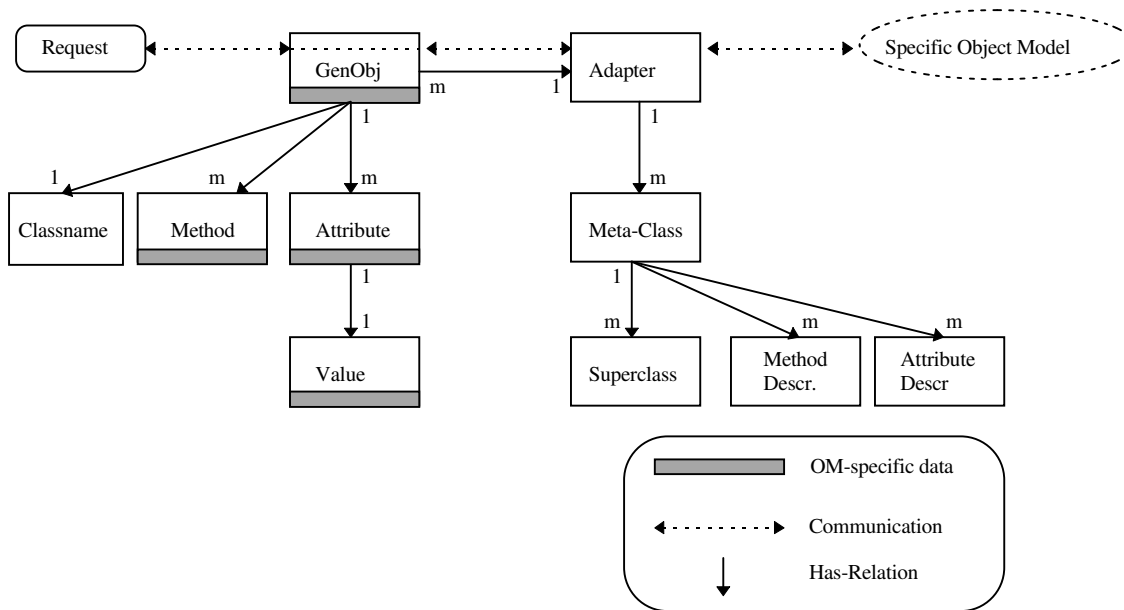 Request
GenObj
Adapter
Specific Object Model
m
1
1
1
1
m
m
m
Classname
Method
Attribute
Meta-Class
1
1
1
m
m
m
Value
Superclass
Method
Descr.
Attribute
Descr
OM-specific data
Communication
Has-Relation